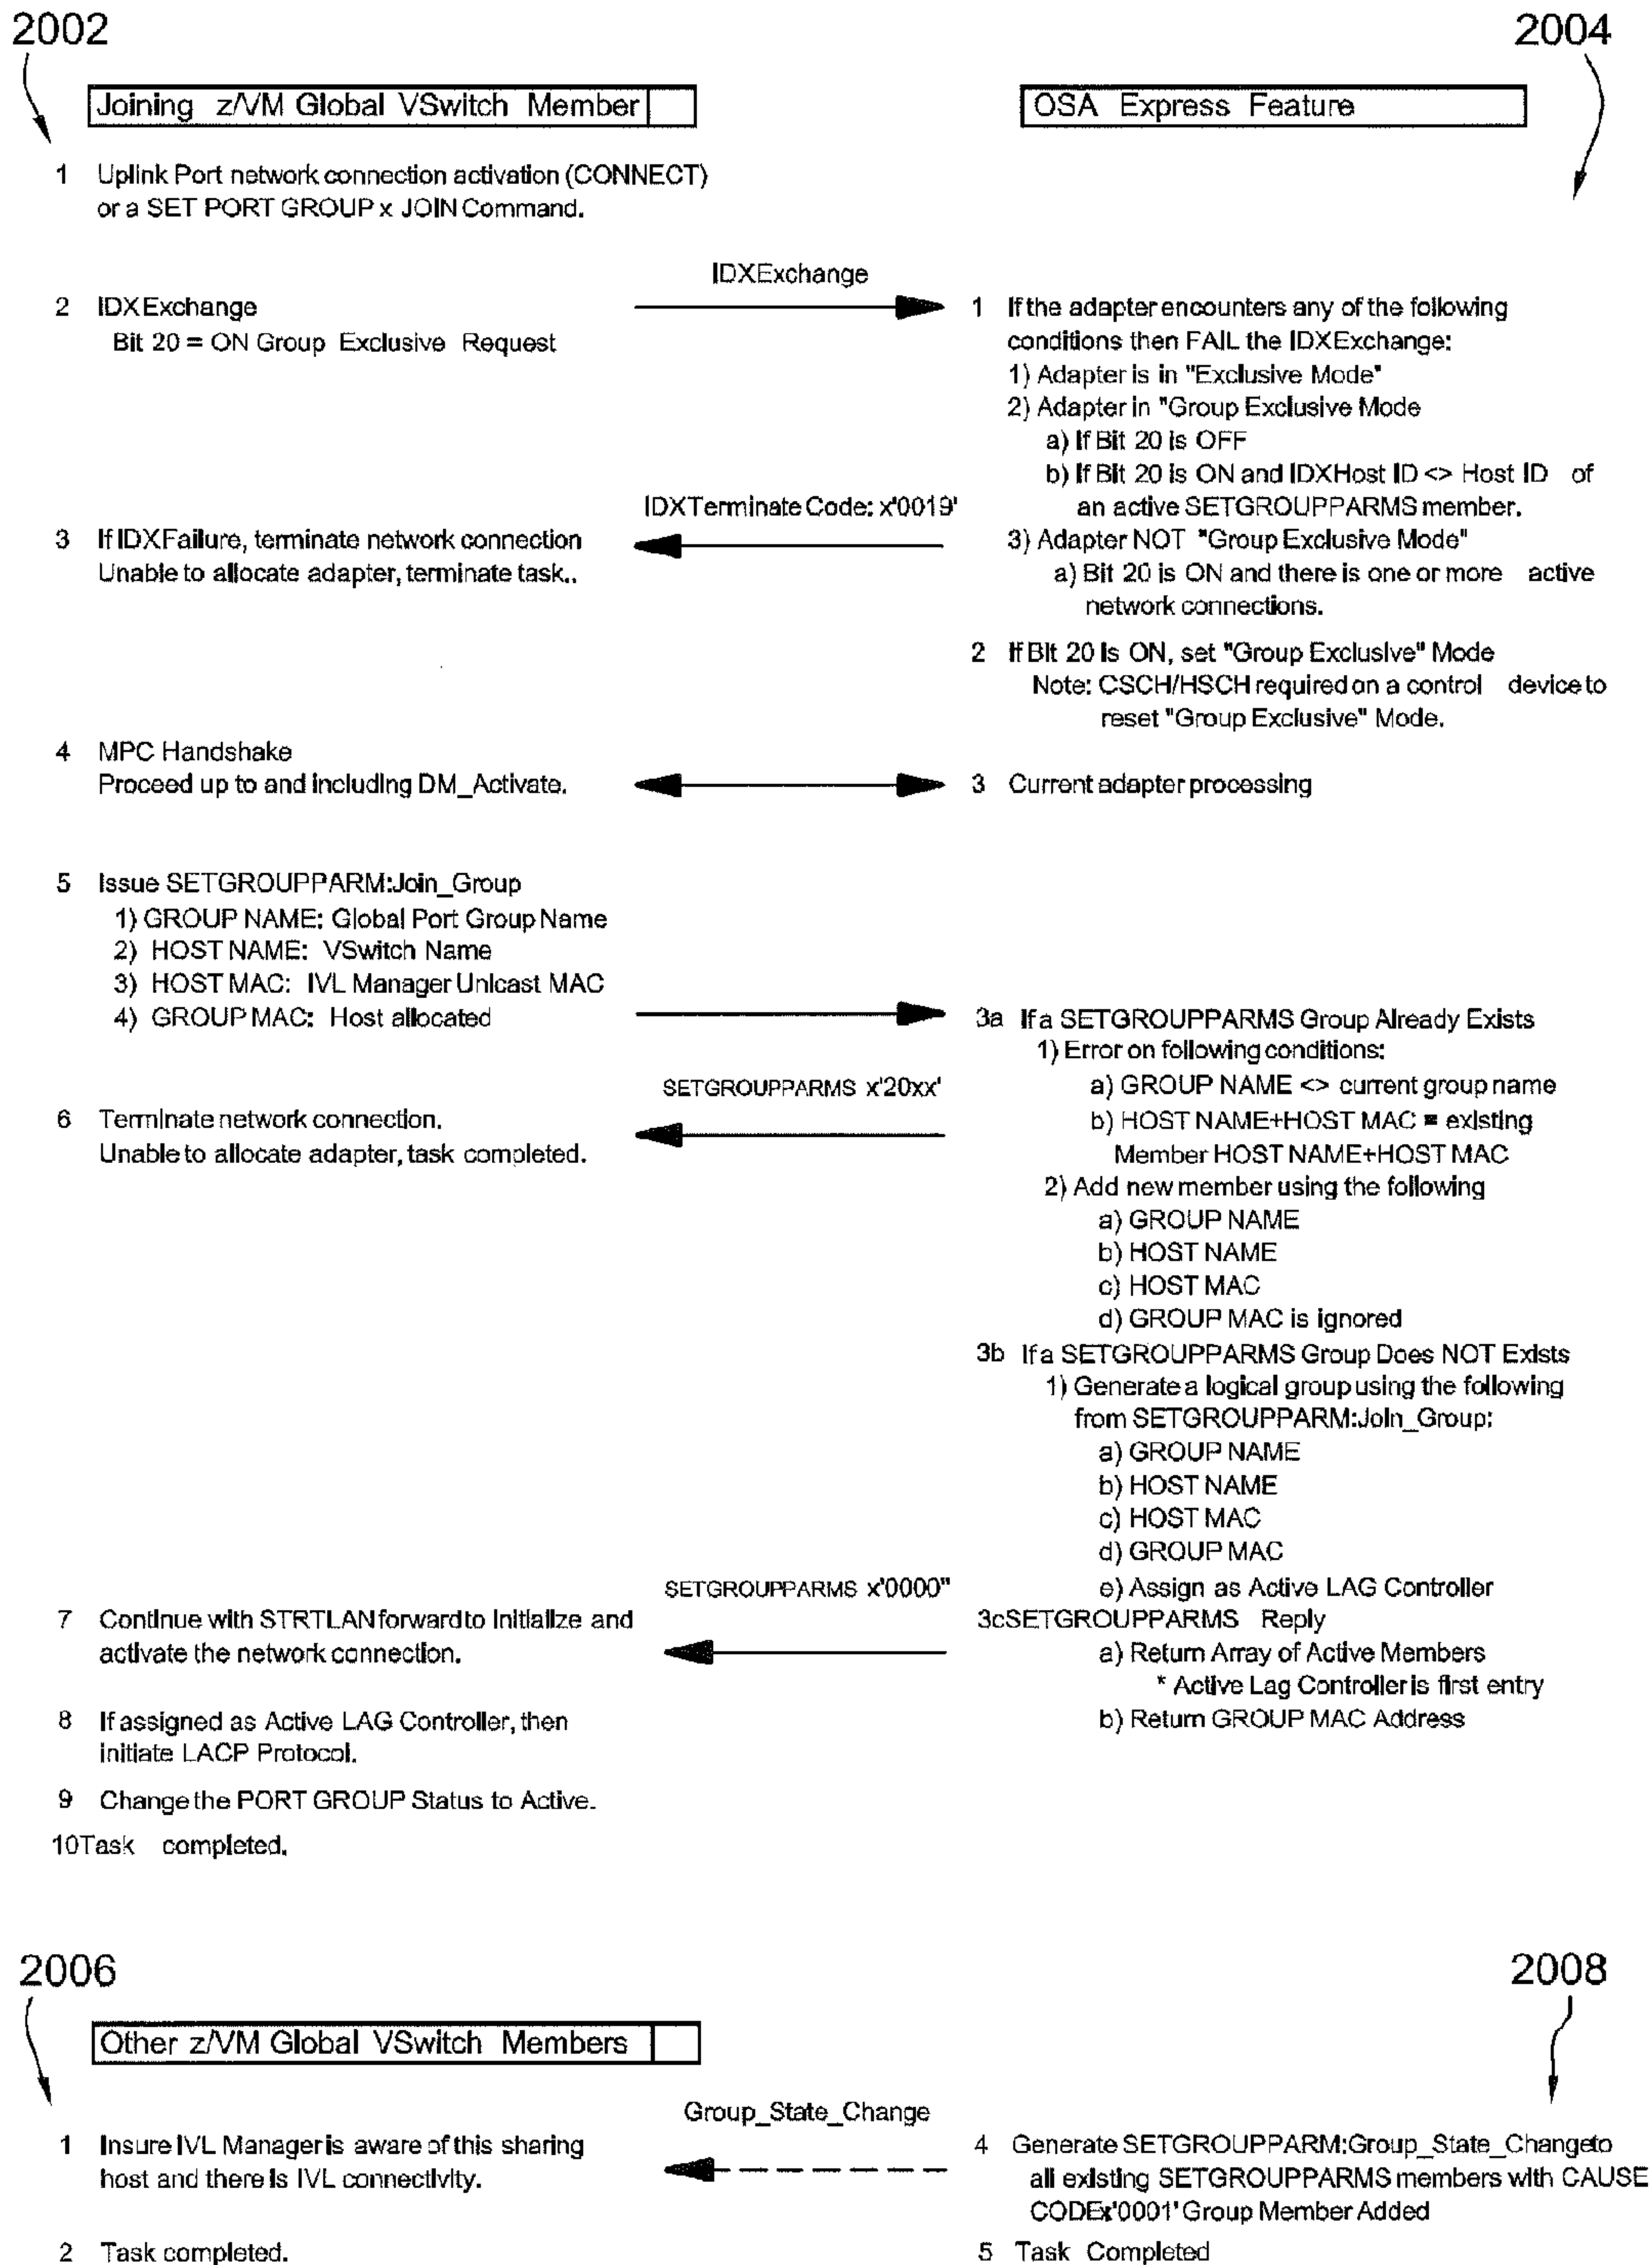 2002
2004
Joining z/VM Global VSwitch Member
OSA Express Feature
1 Uplink Port network connection activation (CONNECT)
or a SET PORT GROUP x JOIN Command.
IDXExchange
2 IDXExchange
Bit 20 = ON Group Exclusive Request
1 If the adapter encounters any of the following
conditions then FAIL the IDXExchange:
1) Adapter is in "Exclusive Mode"
2) Adapter in "Group Exclusive Mode
a) If Bit 20 is OFF
b) If Bit 20 is ON and IDXHost ID <> Host ID of
an active SETGROUPPARMS member.
IDXTerminate Code: x'0019'
3 If IDXFailure, terminate network connection
Unable to allocate adapter, terminate task..
3) Adapter NOT "Group Exclusive Mode"
a) Bit 20 is ON and there is one or more active
network connections.
2 If Bit 20 is ON, set "Group Exclusive" Mode
Note: CSCH/HSCH required on a control device to
reset "Group Exclusive" Mode.
4 MPC Handshake
Proceed up to and including DM_Activate.
3 Current adapter processing
5 Issue SETGROUPPARM:Join_Group
1) GROUP NAME: Global Port Group Name
2) HOST NAME: VSwitch Name
3) HOST MAC: IVL Manager Unicast MAC
4) GROUP MAC: Host allocated
3a If a SETGROUPPARMS Group Already Exists
1) Error on following conditions:
a) GROUP NAME <> current group name
b) HOST NAME+HOST MAC = existing
Member HOST NAME+HOST MAC
SETGROUPPARMS x'20xx'
6 Terminate network connection.
Unable to allocate adapter, task completed.
2) Add new member using the following
a) GROUP NAME
b) HOST NAME
c) HOST MAC
d) GROUP MAC is ignored
3b If a SETGROUPPARMS Group Does NOT Exists
1) Generate a logical group using the following
from SETGROUPPARM:Join_Group:
a) GROUP NAME
b) HOST NAME
c) HOST MAC
d) GROUP MAC
e) Assign as Active LAG Controller
SETGROUPPARMS x'0000"
7 Continue with STRTLAN forward to initialize and
activate the network connection.
3cSETGROUPPARMS Reply
a) Return Array of Active Members
* Active Lag Controller is first entry
b) Return GROUP MAC Address
8 If assigned as Active LAG Controller, then
initiate LACP Protocol.
9 Change the PORT GROUP Status to Active.
10Task completed.
2006
2008
Other z/VM Global VSwitch Members
Group_State_Change
1 Insure IVL Manager is aware of this sharing
host and there is IVL connectivity.
4 Generate SETGROUPPARM:Group_State_Changeto
all existing SETGROUPPARMS members with CAUSE
CODEx'0001' Group Member Added
2 Task completed.
5 Task Completed